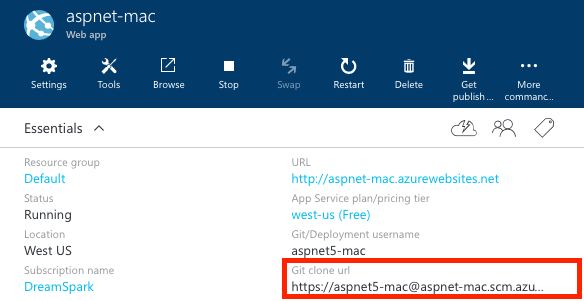 aspnet-mac
Web app
Settings
Tools
Browse
Stop
Swap
Restart
Delete
Get publish ...
More commanc...
Essentials
Resource group
Default
Status
Running
Location
West US
Subscription name
DreamSpark
URL
http://aspnet-mac.azurewebsites.net
App Service plan/pricing tier
west-us (Free)
Git/Deployment username
aspnet5-mac
Git clone url
https://aspnet5-mac@aspnet-mac.scm.azu...